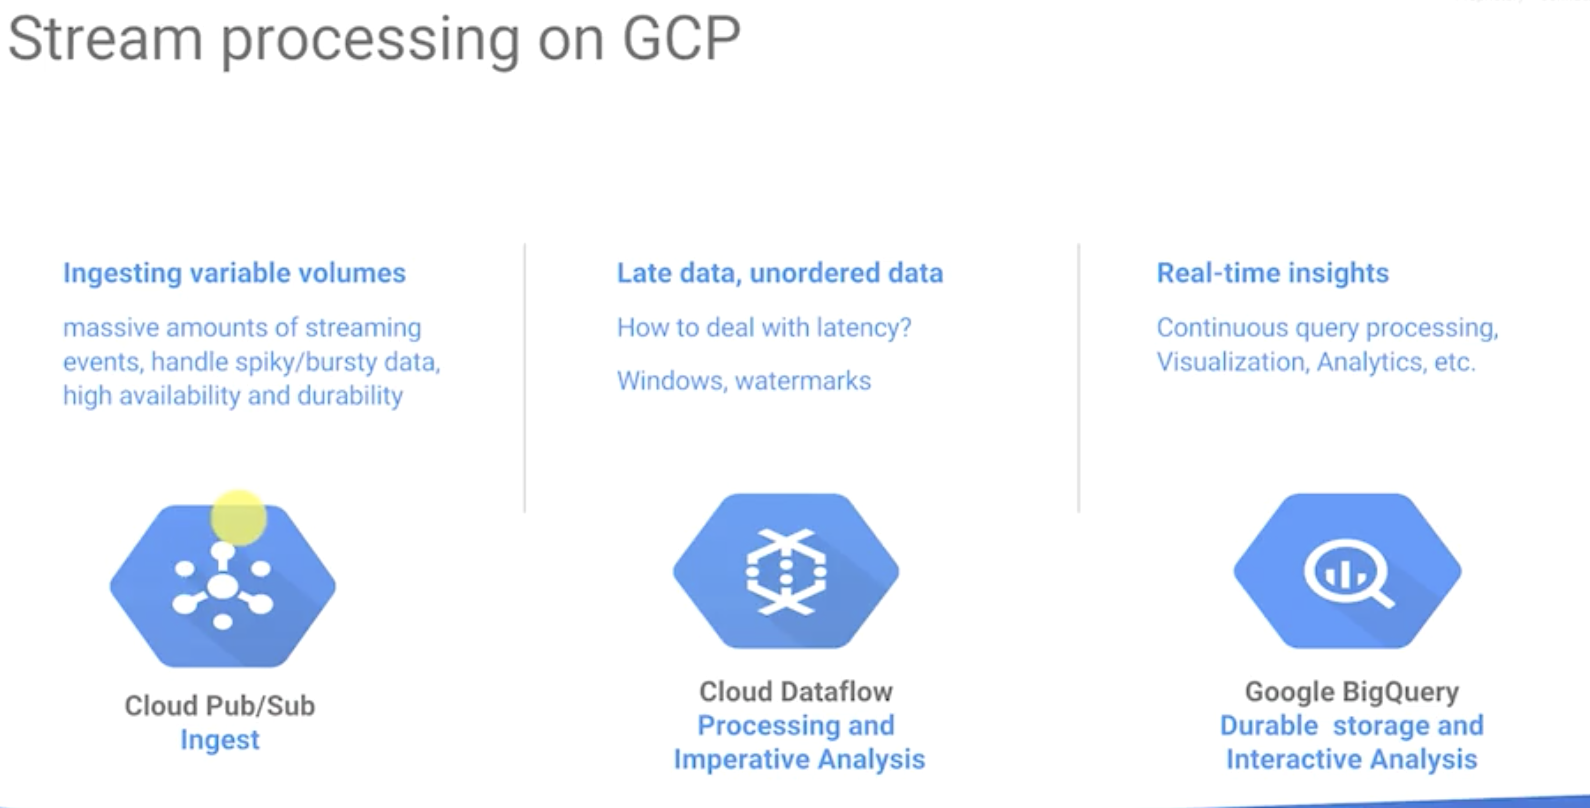 Stream processing on GCP
Ingesting variable volumes
massive amounts of streaming
events, handle spiky/bursty data,
high availability and durability
Cloud Pub/Sub
Ingest
Late data, unordered data
How to deal with latency?
Windows, watermarks
Cloud Dataflow
Processing and
Imperative Analysis
Real-time insights
Continuous query processing,
Visualization, Analytics, etc.
Google BigQuery
Durable storage and
Interactive Analysis